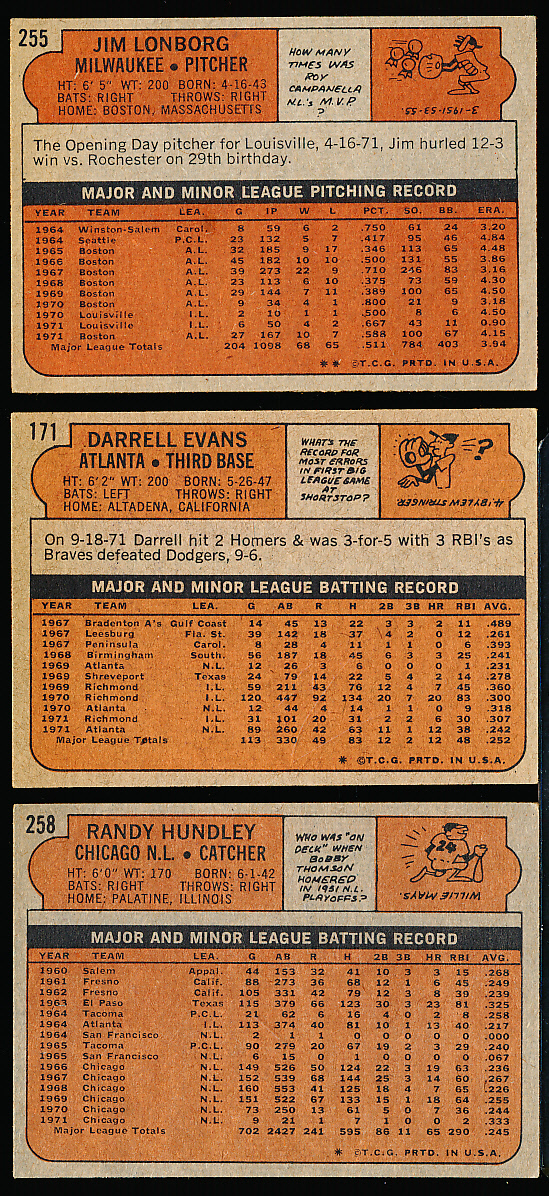 255
JIM LONBORG
MILWAUKEE • PITCHER
HT: 6' 5" WT: 200 BORN: 4-16-43
BATS: RIGHT THROWS: RIGHT
HOME: BOSTON, MASSACHUSETTS
HOW MANY
TIMES WAS
ROY
CAMPANELLA
N.L.'s M.V.P
?
3-1951-53-55.
The Opening Day pitcher for Louisville, 4-16-71, Jim hurled 12-3
win vs. Rochester on 29th birthday.
MAJOR AND MINOR LEAGUE PITCHING RECORD
YEAR TEAM LEA. G IP W L PCT. SO. BB. ERA.
1964 Winston-Salem Carol. 8 59 6 2 .750 61 24 3.20
1964 Seattle P.C.L. 23 132 5 7 .417 95 46 4.84
1965 Boston A.L. 32 185 9 17 .346 113 65 4.48
1966 Boston A.L. 45 182 10 10 .500 131 55 3.86
1967 Boston A.L. 39 273 22 9 .710 246 83 3.16
1968 Boston A.L. 23 113 6 10 .375 73 59 4.30
1969 Boston A.L. 29 144 7 11 .389 100 65 4.50
1970 Boston A.L. 9 34 4 1 .800 21 9 3.18
1970 Louisville I.L. 2 10 1 1 .500 8 6 4.50
1971 Louisville I.L. 6 50 4 2 .667 43 11 0.90
1971 Boston A.L. 27 167 10 7 .588 100 67 4.15
Major League Totals 204 1098 68 65 .511 784 403 3.94
** ©T.C.G. PRTD. IN U.S.A.
171
DARRELL EVANS
ATLANTA • THIRD BASE
HT: 6'2" WT: 200 BORN: 5-26-47
BATS: LEFT THROWS: RIGHT
HOME: ALTADENA, CALIFORNIA
WHAT'S THE
RECORD FOR
MOST ERRORS
IN FIRST BIG
LEAGUE GAME
AT
SHORTSTOP?
?
4-BY LEW STRINGER
On 9-18-71 Darrell hit 2 Homers & was 3-for-5 with 3 RBI's as
Braves defeated Dodgers, 9-6.
MAJOR AND MINOR LEAGUE BATTING RECORD
YEAR TEAM LEA. G AB R H 2B 3B HR RBI AVG.
1967 Bradenton A's Gulf Coast 14 45 13 22 3 3 2 11 .489
1967 Leesburg Fla. St. 39 142 18 37 4 2 0 12 .261
1967 Peninsula Carol. 8 28 4 11 1 1 0 6 .393
1968 Birmingham South. 56 187 18 45 6 3 3 25 .241
1969 Atlanta N.L. 12 26 3 6 0 0 0 1 .231
1969 Shreveport Texas 24 79 14 22 5 4 2 14 .278
1969 Richmond I.L. 59 211 43 76 12 4 7 45 .360
1970 Richmond I.L. 120 447 92 134 20 7 20 83 .300
1970 Atlanta N.L. 12 44 4 14 1 1 0 9 .318
1971 Richmond I.L. 31 101 20 31 2 2 6 30 .307
1971 Atlanta N.L. 89 260 42 63 11 1 12 38 .242
Major League Totals 113 330 49 83 12 2 12 48 .252
* ©T.C.G. PRTD. IN U.S.A.
258
RANDY HUNDLEY
CHICAGO N.L. • CATCHER
HT: 6'0" WT: 170 BORN: 6-1-42
BATS: RIGHT THROWS: RIGHT
HOME: PALATINE, ILLINOIS
WHO WAS "ON
DECK" WHEN
BOBBY
THOMSON
HOMERED
IN 1951 N.L.
PLAYOFFS?
24
WILLIE MAYS.
MAJOR AND MINOR LEAGUE BATTING RECORD
YEAR TEAM LEA. G AB R H 2B 3B HR RBI AVG.
1960 Salem Appal. 44 153 32 41 10 3 3 15 .268
1961 Fresno Calif. 88 273 36 68 12 1 6 45 .249
1962 Fresno Calif. 105 331 42 79 12 3 8 39 .239
1963 El Paso Texas 115 379 66 123 30 3 23 81 .325
1964 Tacoma P.C.L. 21 62 6 16 4 0 2 8 .258
1964 Atlanta I.L. 113 374 40 81 10 1 13 40 .217
1964 San Francisco N.L. 2 1 1 0 0 0 0 0 .000
1965 Tacoma P.C.L. 90 279 20 67 19 2 3 29 .240
1965 San Francisco N.L. 6 15 0 1 0 0 0 0 .067
1966 Chicago N.L. 149 526 50 124 22 3 19 63 .236
1967 Chicago N.L. 152 539 68 144 25 3 14 60 .267
1968 Chicago N.L. 160 553 41 125 18 4 7 65 .226
1969 Chicago N.L. 151 522 67 133 15 1 18 64 .255
1970 Chicago N.L. 73 250 13 61 5 0 7 36 .244
1971 Chicago N.L. 9 21 1 7 1 0 0 2 .333
Major League Totals 702 2427 241 595 86 11 65 290 .245
* ©T.C.G. PRTD. IN U.S.A.